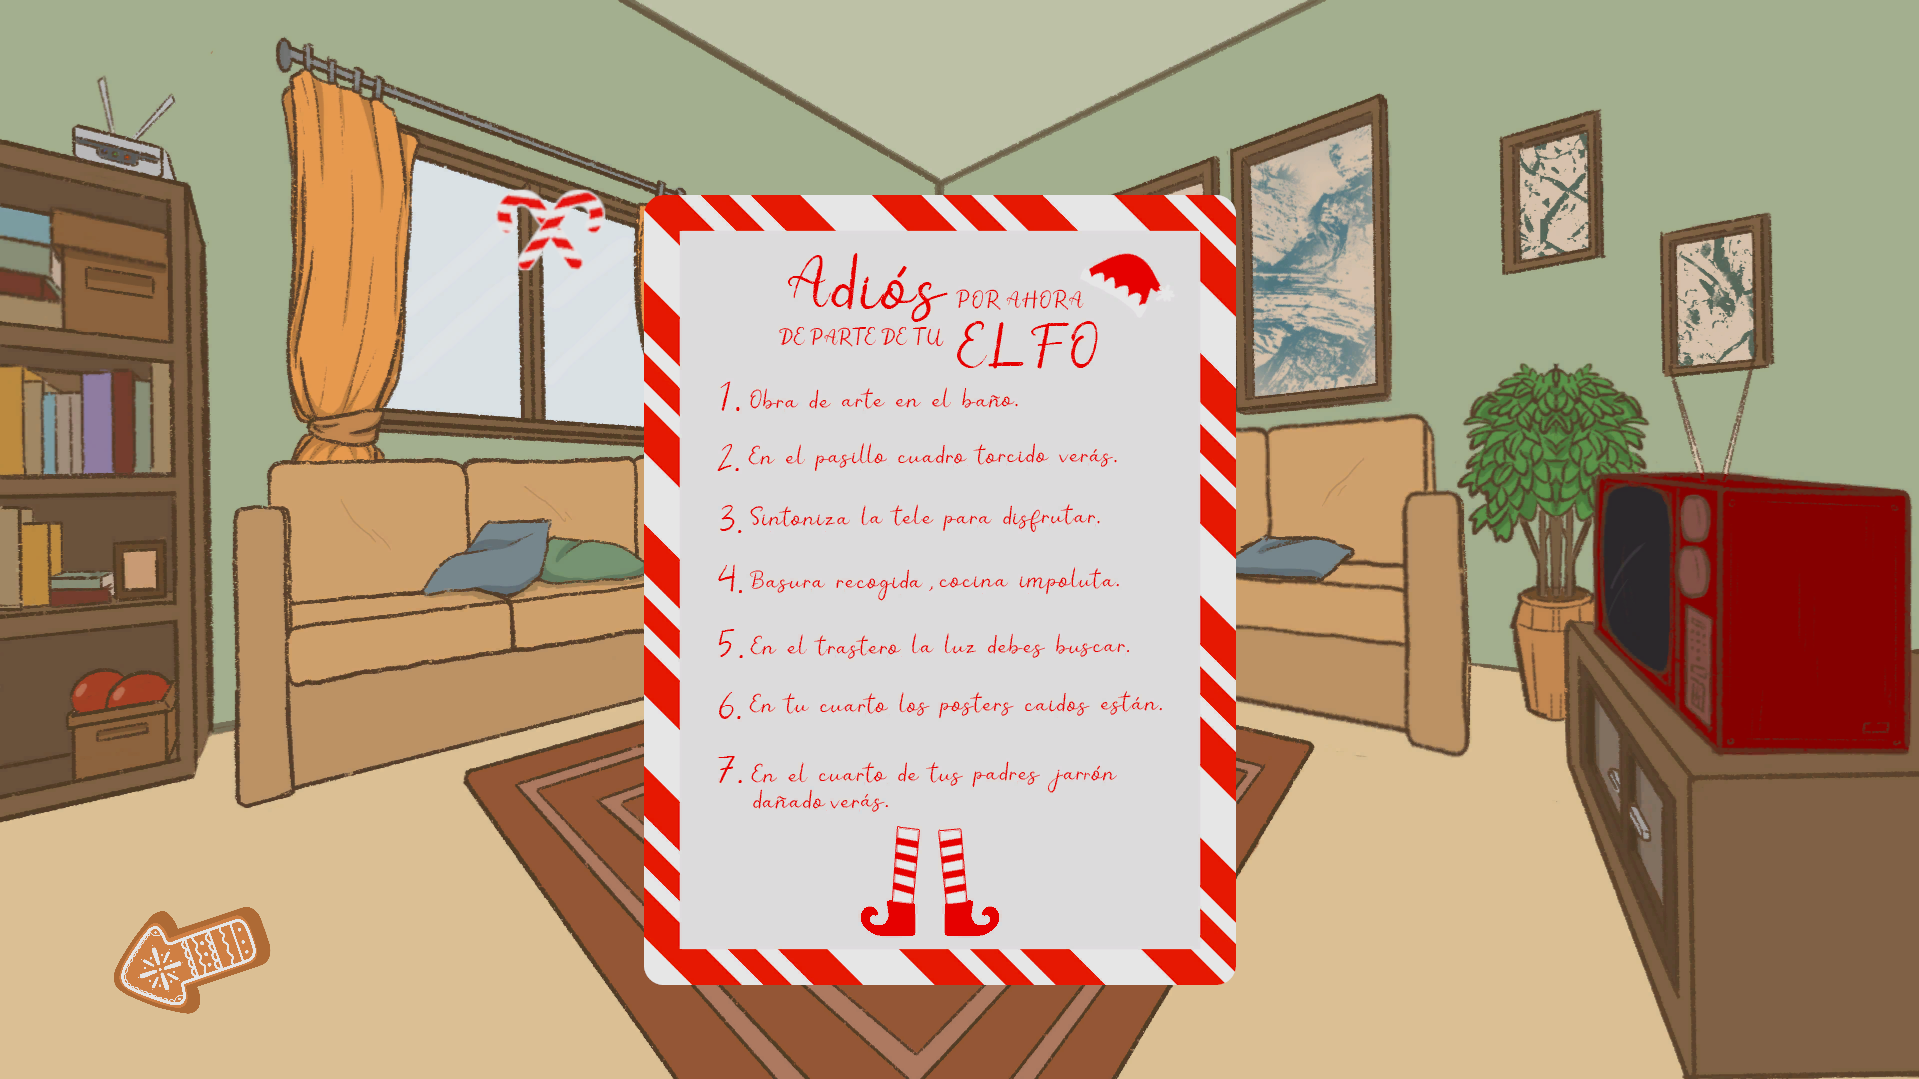 Adiós POR AHORA
DE PARTE DE TU ELFO
1. Obra de arte en el baño.
2. En el pasillo cuadro torcido verás.
3. Sintoniza la tele para disfrutar.
4. Basura recogida, cocina impoluta.
5. En el trastero la luz debes buscar.
6. En tu cuarto los posters caidos están.
7. En el cuarto de tus padres jarrón
dañado verás.